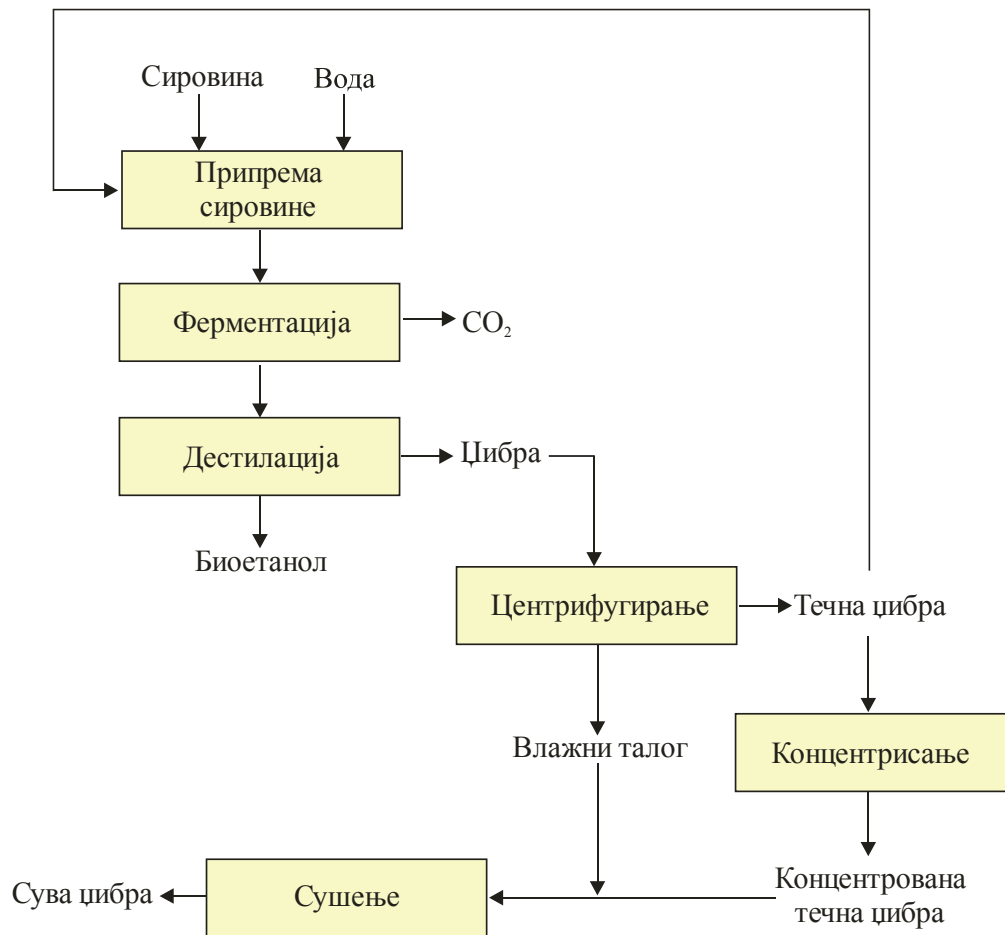 Сировина
Вода
Припрема
сировине
Ферментација
CO₂
Дестилација
Џибра
Биоетанол
Центрифугирање
Течна џибра
Влажни талог
Концентрисање
Сува џибра
Сушење
Концентрована
течна џибра